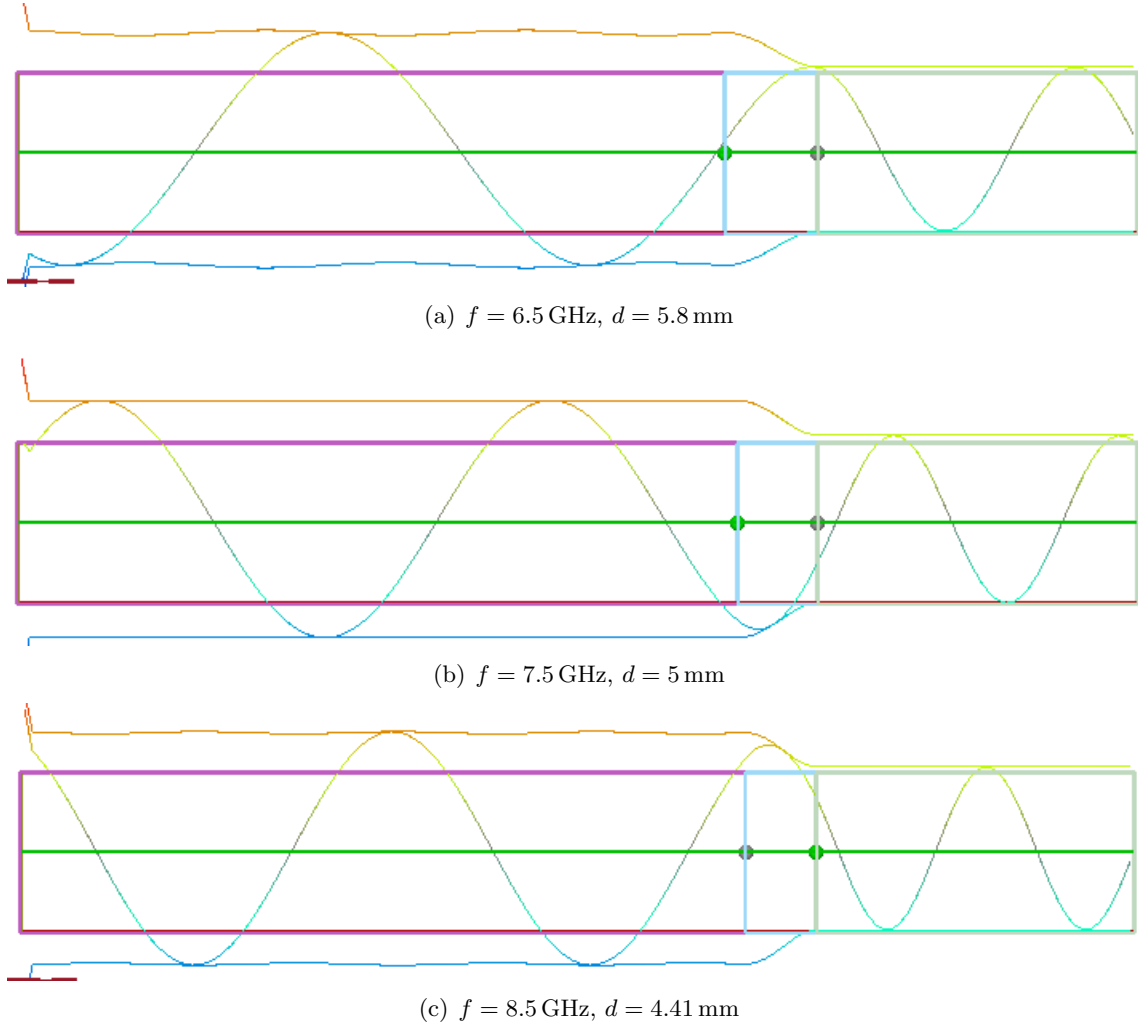 (a) f = 6.5 GHz, d = 5.8 mm
(b) f = 7.5 GHz, d = 5 mm
(c) f = 8.5 GHz, d = 4.41 mm